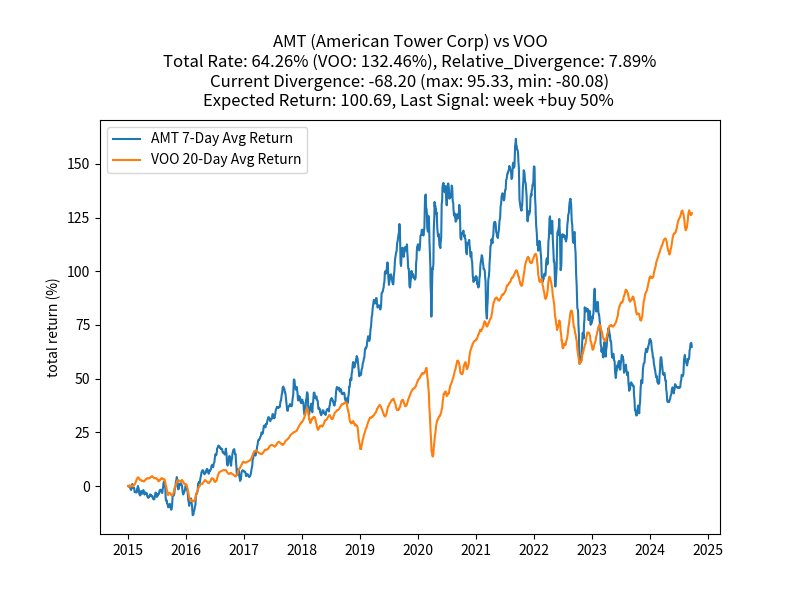 AMT (American Tower Corp) vs VOO
Total Rate: 64.26% (VOO: 132.46%), Relative_Divergence: 7.89%
Current Divergence: -68.20 (max: 95.33, min: -80.08)
Expected Return: 100.69, Last Signal: week +buy 50%
AMT 7-Day Avg Return
VOO 20-Day Avg Return
total return (%)
150
125
100
75
50
25
0
2015 2016 2017 2018 2019 2020 2021 2022 2023 2024 2025